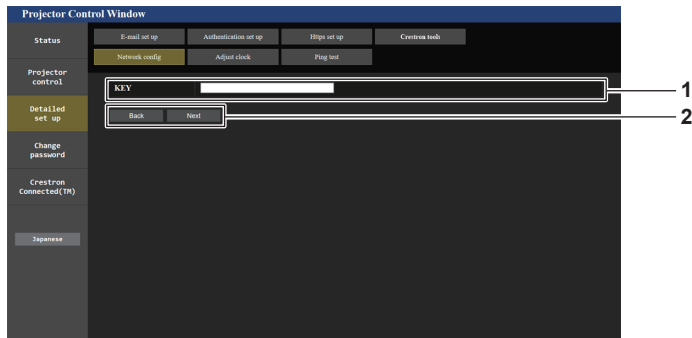 Projector Control Window
Status
E-mail set up
Authentication set up
Https set up
Crestron tools
Network config
Adjust clock
Ping test
Projector
control
Detailed
set up
Change
password
Crestron
Connected(TM)
Japanese
KEY
1
Back
Next
2